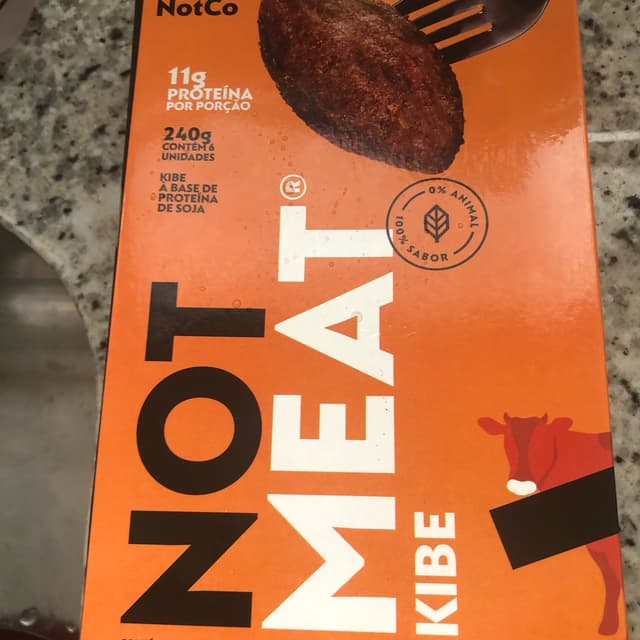 NotCo
11g
PROTEÍNA
POR PORÇÃO
240g
CONTÉM 6
UNIDADES
KIBE
À BASE DE
PROTEÍNA
DE SOJA
0% ANIMAL
100% SABOR
NOT
MEAT®
KIBE